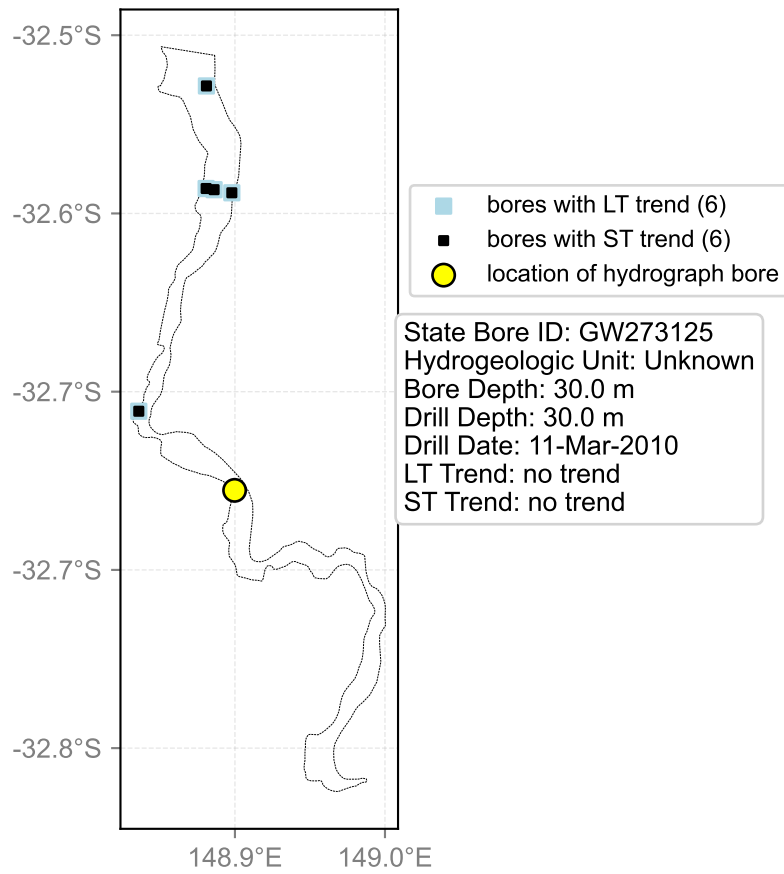 -32.5°S
-32.6°S
-32.7°S
-32.7°S
-32.8°S
148.9°E 149.0°E
bores with LT trend (6)
bores with ST trend (6)
location of hydrograph bore
State Bore ID: GW273125
Hydrogeologic Unit: Unknown
Bore Depth: 30.0 m
Drill Depth: 30.0 m
Drill Date: 11-Mar-2010
LT Trend: no trend
ST Trend: no trend